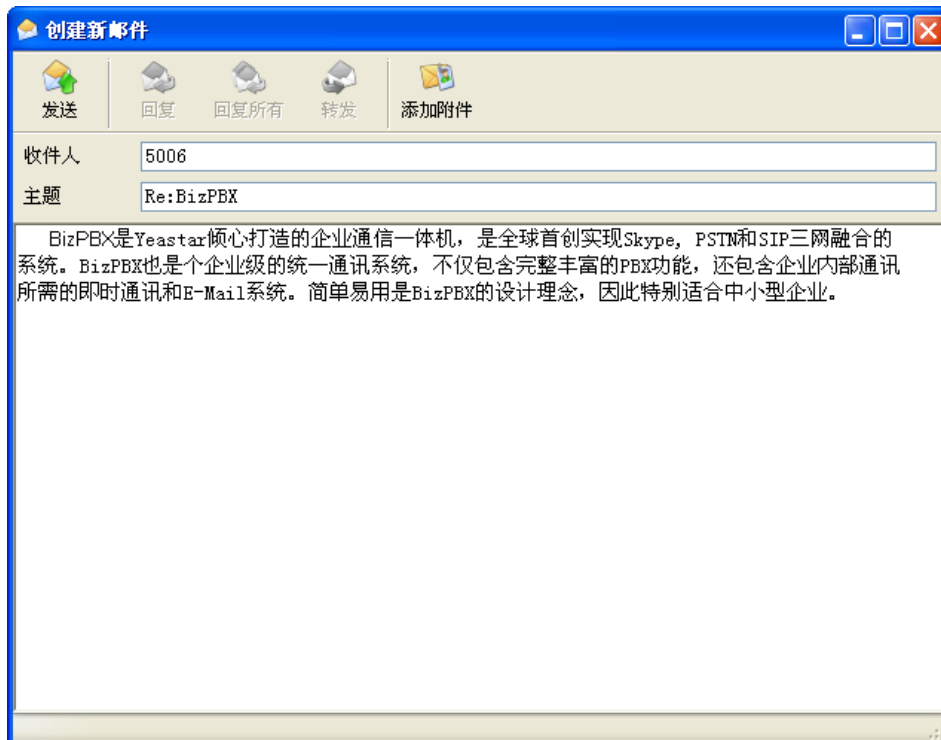 创建新邮件
发送 回复 回复所有 转发 添加附件
收件人 5006
主题 Re:BizPBX
BizPBX是Yeastar倾心打造的企业通信一体机，是全球首创实现Skype, PSTN和SIP三网融合的
系统。BizPBX也是个企业级的统一通讯系统，不仅包含完整丰富的PBX功能，还包含企业内部通讯
所需的即时通讯和E-Mail系统。简单易用是BizPBX的设计理念，因此特别适合中小型企业。